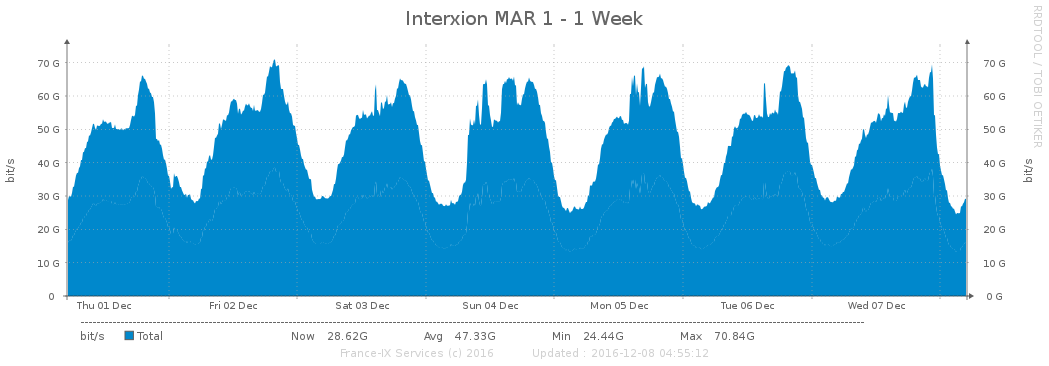 Interxion MAR 1 - 1 Week
RRDTOOL / TOBI OETIKER
bit/s
70 G 70 G
60 G 60 G
50 G 50 G
40 G 40 G
30 G 30 G
20 G 20 G
10 G 10 G
0 0 G
bit/s
Thu 01 Dec Fri 02 Dec Sat 03 Dec Sun 04 Dec Mon 05 Dec Tue 06 Dec Wed 07 Dec
bit/s Total Now 28.62G Avg 47.33G Min 24.44G Max 70.84G
France-IX Services (c) 2016 Updated : 2016-12-08 04:55:12